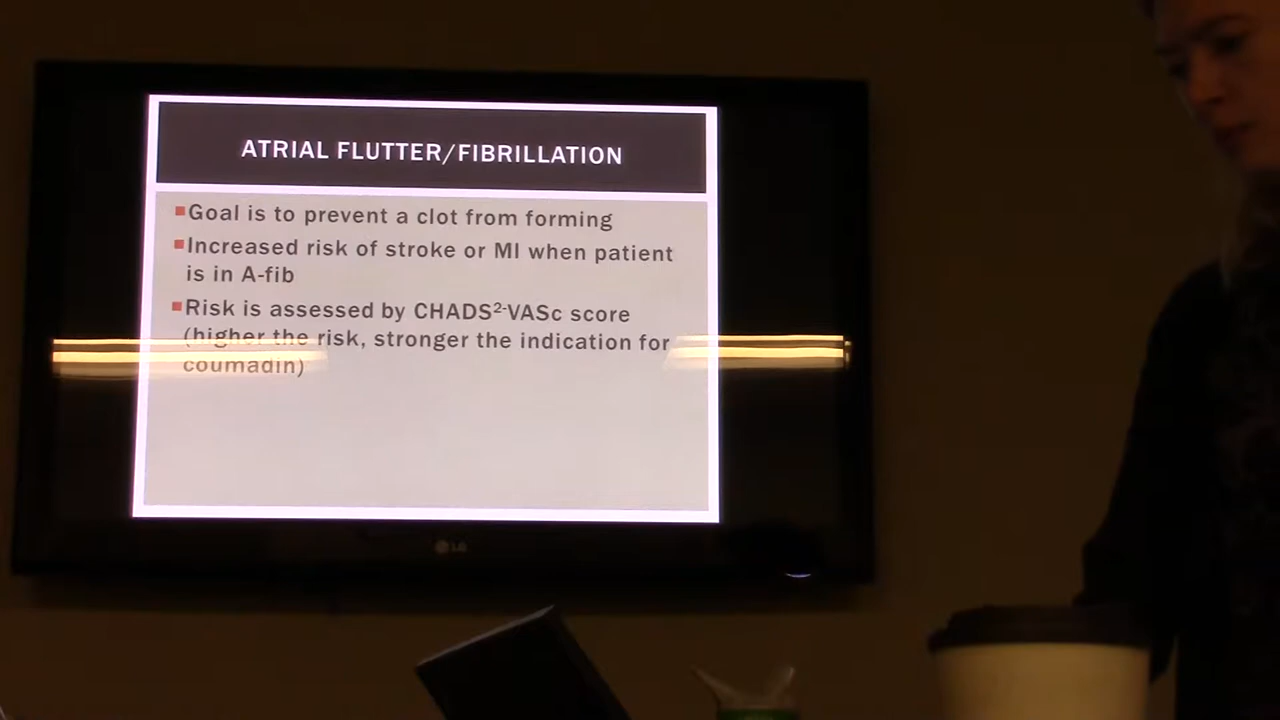 ATRIAL FLUTTER/FIBRILLATION
▪Goal is to prevent a clot from forming
▪Increased risk of stroke or MI when patient
is in A-fib
▪Risk is assessed by CHADS²-VASc score
(higher the risk, stronger the indication for
coumadin)
LG